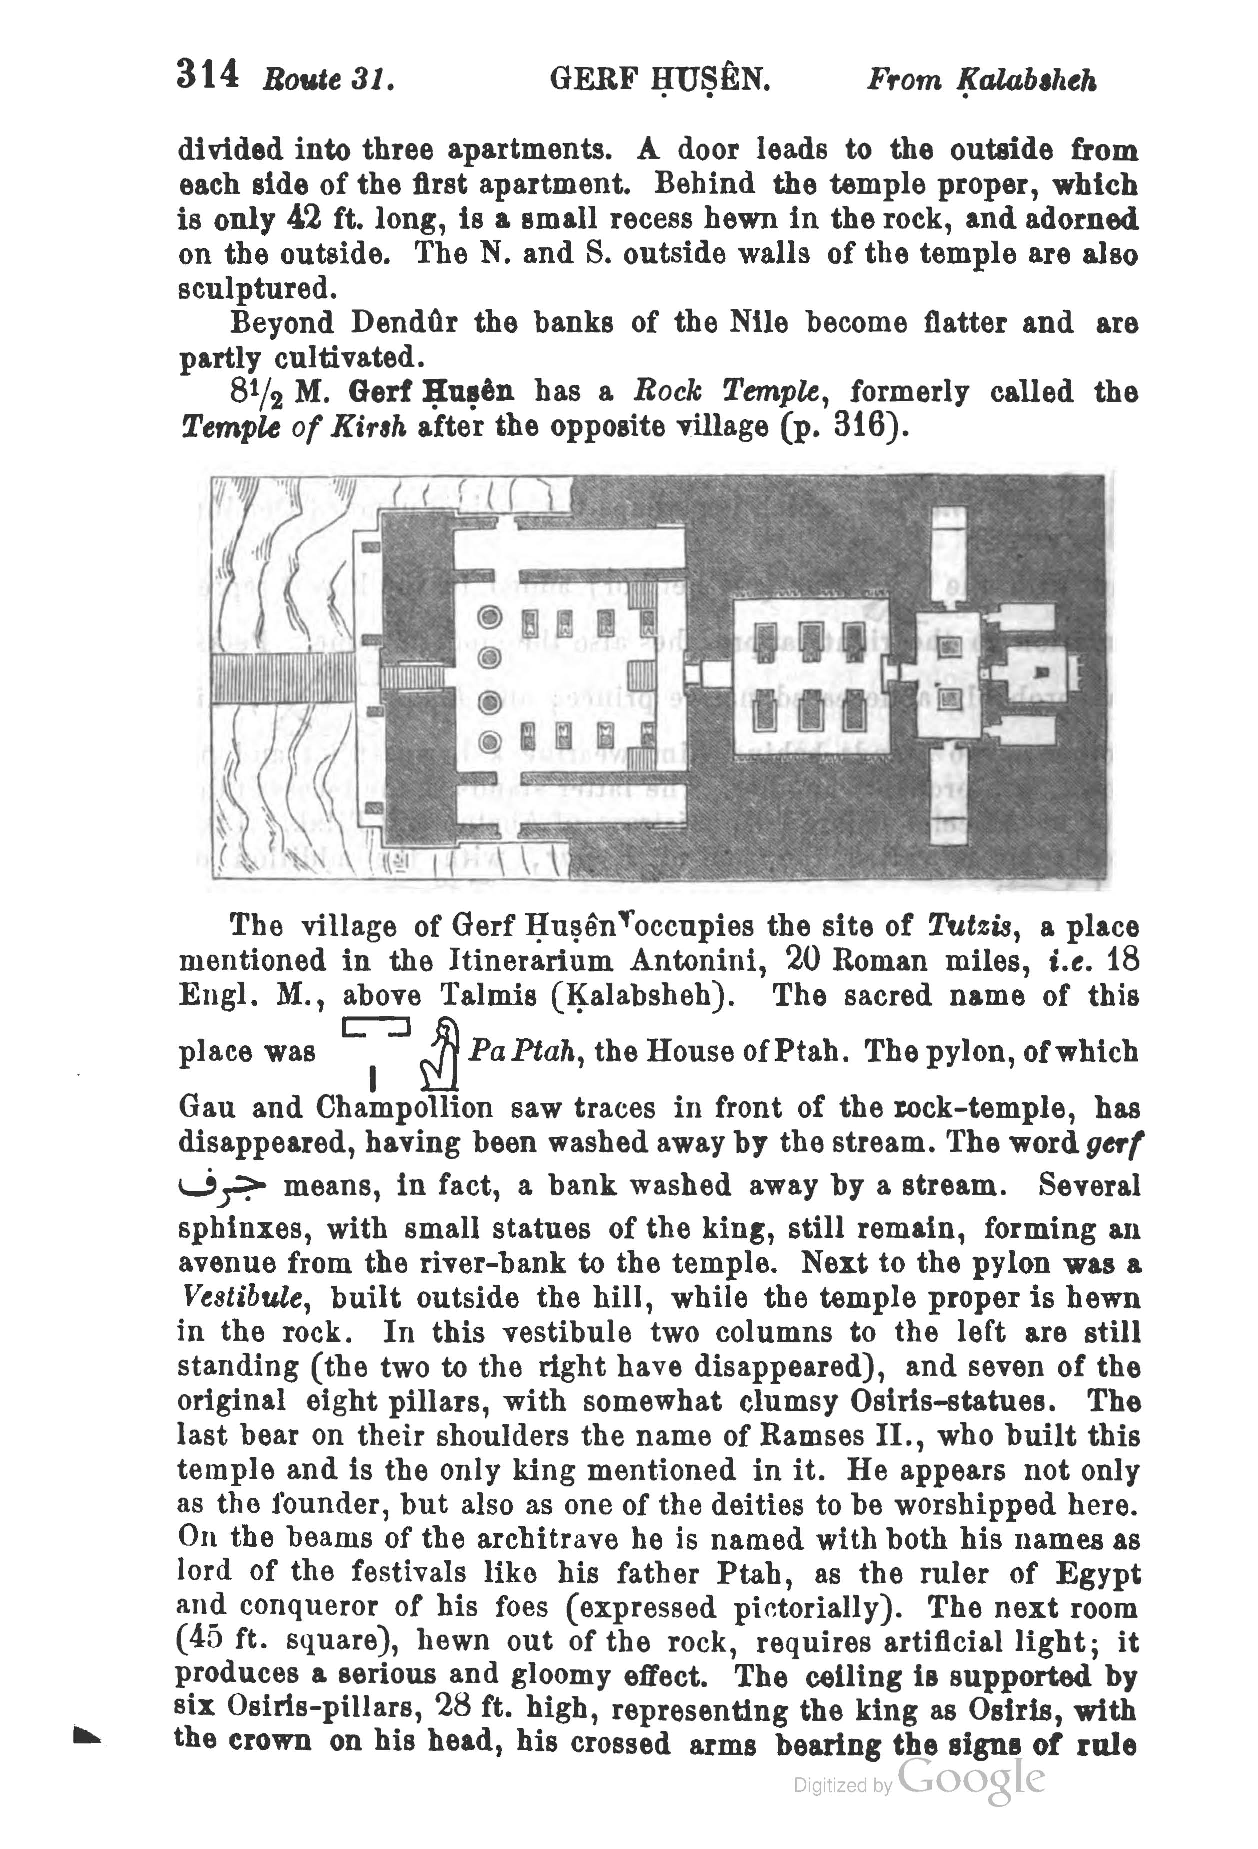 314 Route 31. GERF ḤUṢÊN. From Ḳalabsheh
divided into three apartments. A door leads to the outside from
each side of the first apartment. Behind the temple proper, which
is only 42 ft. long, is a small recess hewn in the rock, and adorned
on the outside. The N. and S. outside walls of the temple are also
sculptured.
Beyond Dendûr the banks of the Nile become flatter and are
partly cultivated.
8 1/2 M. Gerf Ḥuṣên has a Rock Temple, formerly called the
Temple of Kirsh after the opposite village (p. 316).
The village of Gerf Ḥuṣên occupies the site of Tutzis, a place
mentioned in the Itinerarium Antonini, 20 Roman miles, i.e. 18
Engl. M., above Talmis (Ḳalabsheh). The sacred name of this
place was Pa Ptah, the House of Ptah. The pylon, of which
Gau and Champollion saw traces in front of the rock-temple, has
disappeared, having been washed away by the stream. The word gerf
جرف means, in fact, a bank washed away by a stream. Several
sphinxes, with small statues of the king, still remain, forming an
avenue from the river-bank to the temple. Next to the pylon was a
Vestibule, built outside the hill, while the temple proper is hewn
in the rock. In this vestibule two columns to the left are still
standing (the two to the right have disappeared), and seven of the
original eight pillars, with somewhat clumsy Osiris-statues. The
last bear on their shoulders the name of Ramses II., who built this
temple and is the only king mentioned in it. He appears not only
as the founder, but also as one of the deities to be worshipped here.
On the beams of the architrave he is named with both his names as
lord of the festivals like his father Ptah, as the ruler of Egypt
and conqueror of his foes (expressed pictorially). The next room
(45 ft. square), hewn out of the rock, requires artificial light; it
produces a serious and gloomy effect. The ceiling is supported by
six Osiris-pillars, 28 ft. high, representing the king as Osiris, with
the crown on his head, his crossed arms bearing the signs of rule
Digitized by Google